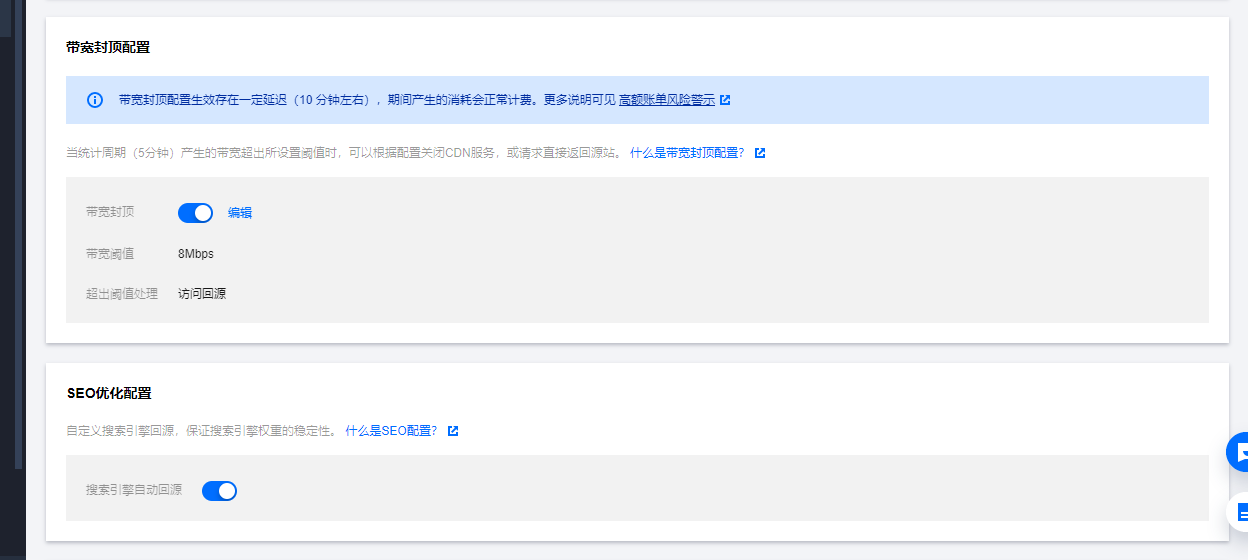 带宽封顶配置
带宽封顶配置生效存在一定延迟（10 分钟左右），期间产生的消耗会正常计费。更多说明可见 高额账单风险警示
当统计周期（5分钟）产生的带宽超出所设置阈值时，可以根据配置关闭CDN服务，或请求直接返回源站。 什么是带宽封顶配置?
带宽封顶 编辑
带宽阈值 8Mbps
超出阈值处理 访问回源
SEO优化配置
自定义搜索引擎回源，保证搜索引擎权重的稳定性。 什么是SEO配置?
搜索引擎自动回源